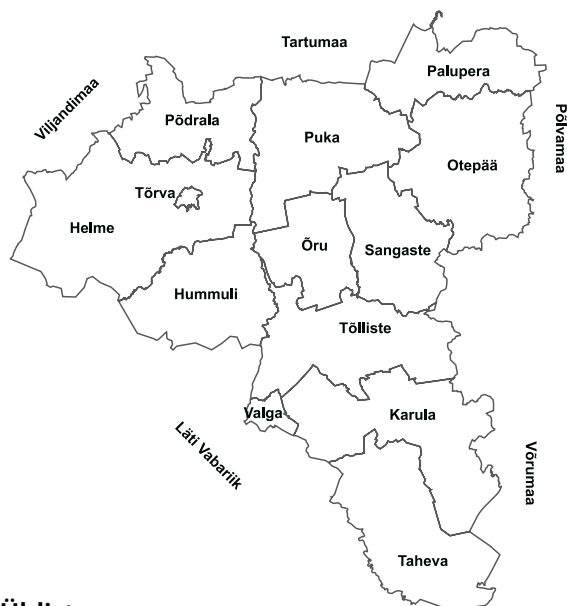 Tartumaa
Palupera
Viljandimaa
Põdrala
Puka
Põlvamaa
Otepää
Tõrva
Helme
Õru
Sangaste
Hummuli
Tõlliste
Valga
Karula
Läti Vabariik
Võrumaa
Taheva